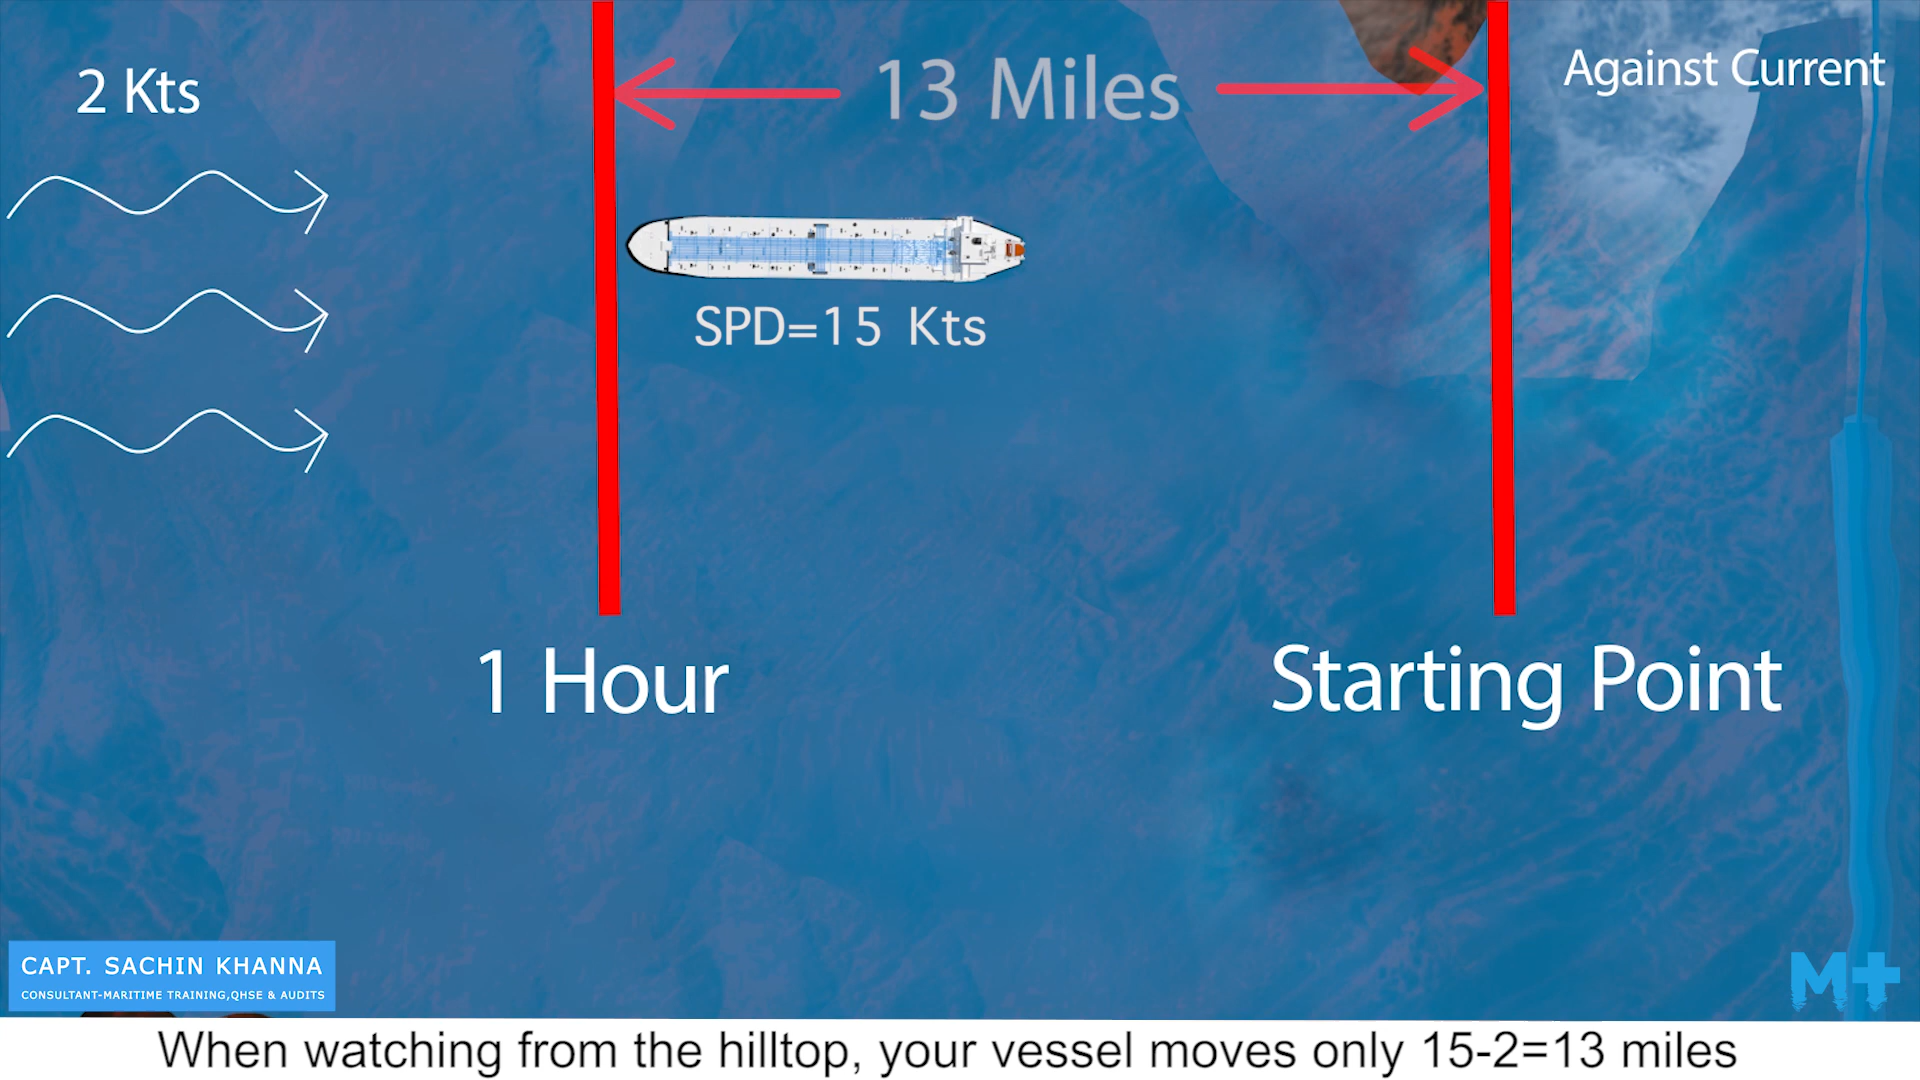 2 Kts
13 Miles
Against Current
SPD=15 Kts
1 Hour
Starting Point
CAPT. SACHIN KHANNA
CONSULTANT-MARITIME TRAINING,QHSE & AUDITS
M+
When watching from the hilltop, your vessel moves only 15-2=13 miles